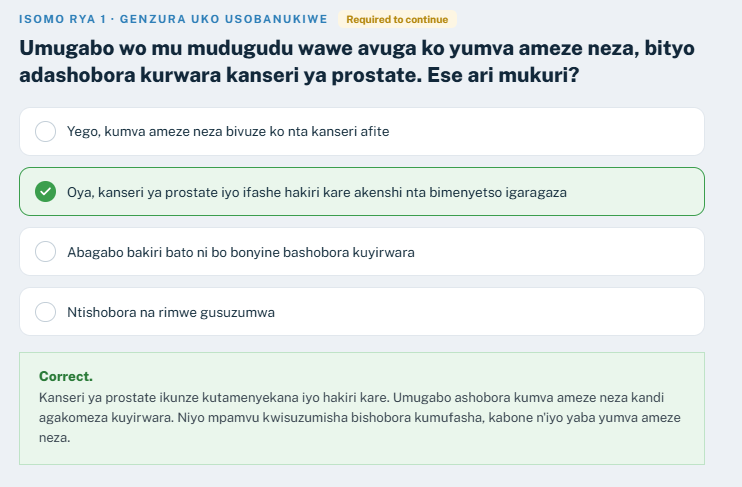 ISOMO RYA 1 · GENZURA UKO USOBANUKIWE Required to continue
Umugabo wo mu mudugudu wawe avuga ko yumva ameze neza, bityo
adashobora kurwara kanseri ya prostate. Ese ari mukuri?
Yego, kumva ameze neza bivuze ko nta kanseri afite
Oya, kanseri ya prostate iyo ifashe hakiri kare akenshi nta bimenyetso igaragaza
Abagabo bakiri bato ni bo bonyine bashobora kuyirwara
Ntishobora na rimwe gusuzumwa
Correct.
Kanseri ya prostate ikunze kutamenyekana iyo hakiri kare. Umugabo ashobora kumva ameze neza kandi
agakomeza kuyirwara. Niyo mpamvu kwisuzumisha bishobora kumufasha, kabone n'iyo yaba yumva ameze
neza.